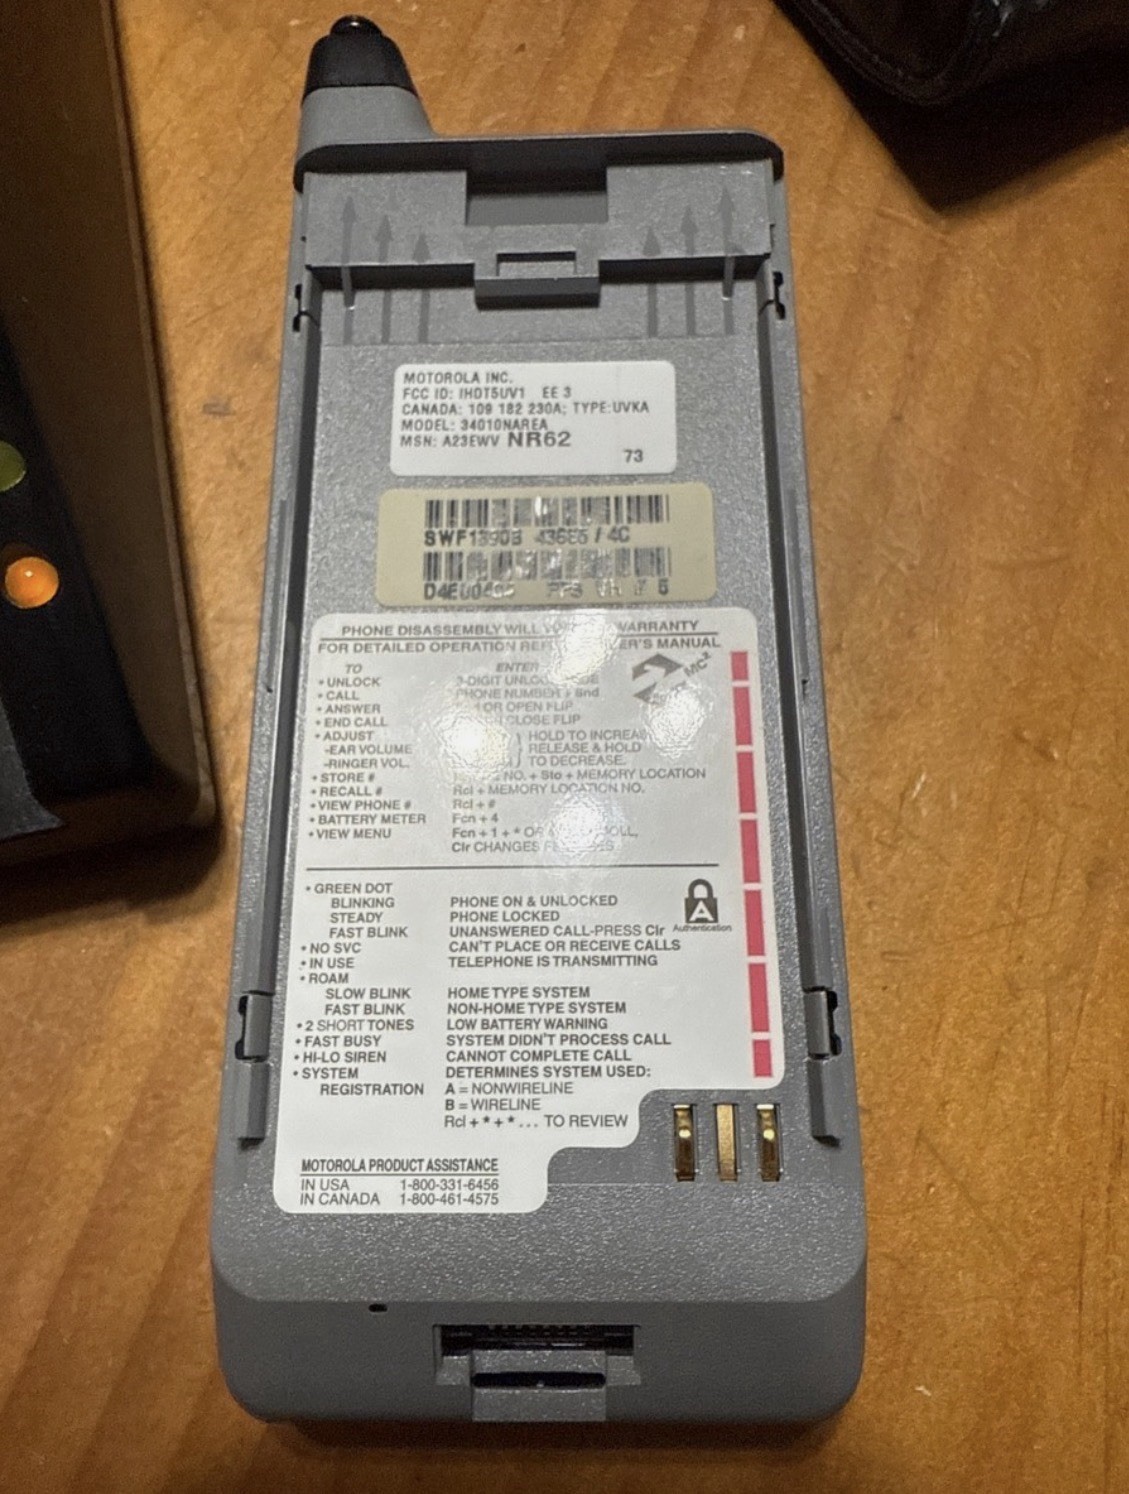 MOTOROLA INC.
FCC ID: IHDT5UV1 EE 3
CANADA: 109 182 230A; TYPE:UVKA
MODEL: 34010NAREA
MSN: A23EWV NR62
73
PHONE DISASSEMBLY WILL WARRANTY
FOR DETAILED OPERATION MANUAL
TO ENTER
• UNLOCK 3-DIGIT
• CALL PHONE NUMBER + Snd
• ANSWER OR OPEN FLIP
• END CALL CLOSE FLIP
• ADJUST HOLD TO
-EAR VOLUME RELEASE & HOLD
-RINGER VOL. TO DECREASE.
• STORE # NO. + Sto + MEMORY LOCATION
• RECALL # Rcl + MEMORY LOCATION NO.
• VIEW PHONE # Rcl + #
• BATTERY METER Fcn + 4
• VIEW MENU Fcn + 1 + *
Clr CHANGES
MC²
• GREEN DOT
BLINKING PHONE ON & UNLOCKED
STEADY PHONE LOCKED
FAST BLINK UNANSWERED CALL-PRESS Clr
A
Authentication
• NO SVC CAN'T PLACE OR RECEIVE CALLS
• IN USE TELEPHONE IS TRANSMITTING
• ROAM
SLOW BLINK HOME TYPE SYSTEM
FAST BLINK NON-HOME TYPE SYSTEM
• 2 SHORT TONES LOW BATTERY WARNING
• FAST BUSY SYSTEM DIDN'T PROCESS CALL
• HI-LO SIREN CANNOT COMPLETE CALL
• SYSTEM DETERMINES SYSTEM USED:
REGISTRATION A = NONWIRELINE
B = WIRELINE
Rcl + * + * . . . TO REVIEW
MOTOROLA PRODUCT ASSISTANCE
IN USA 1-800-331-6456
IN CANADA 1-800-461-4575